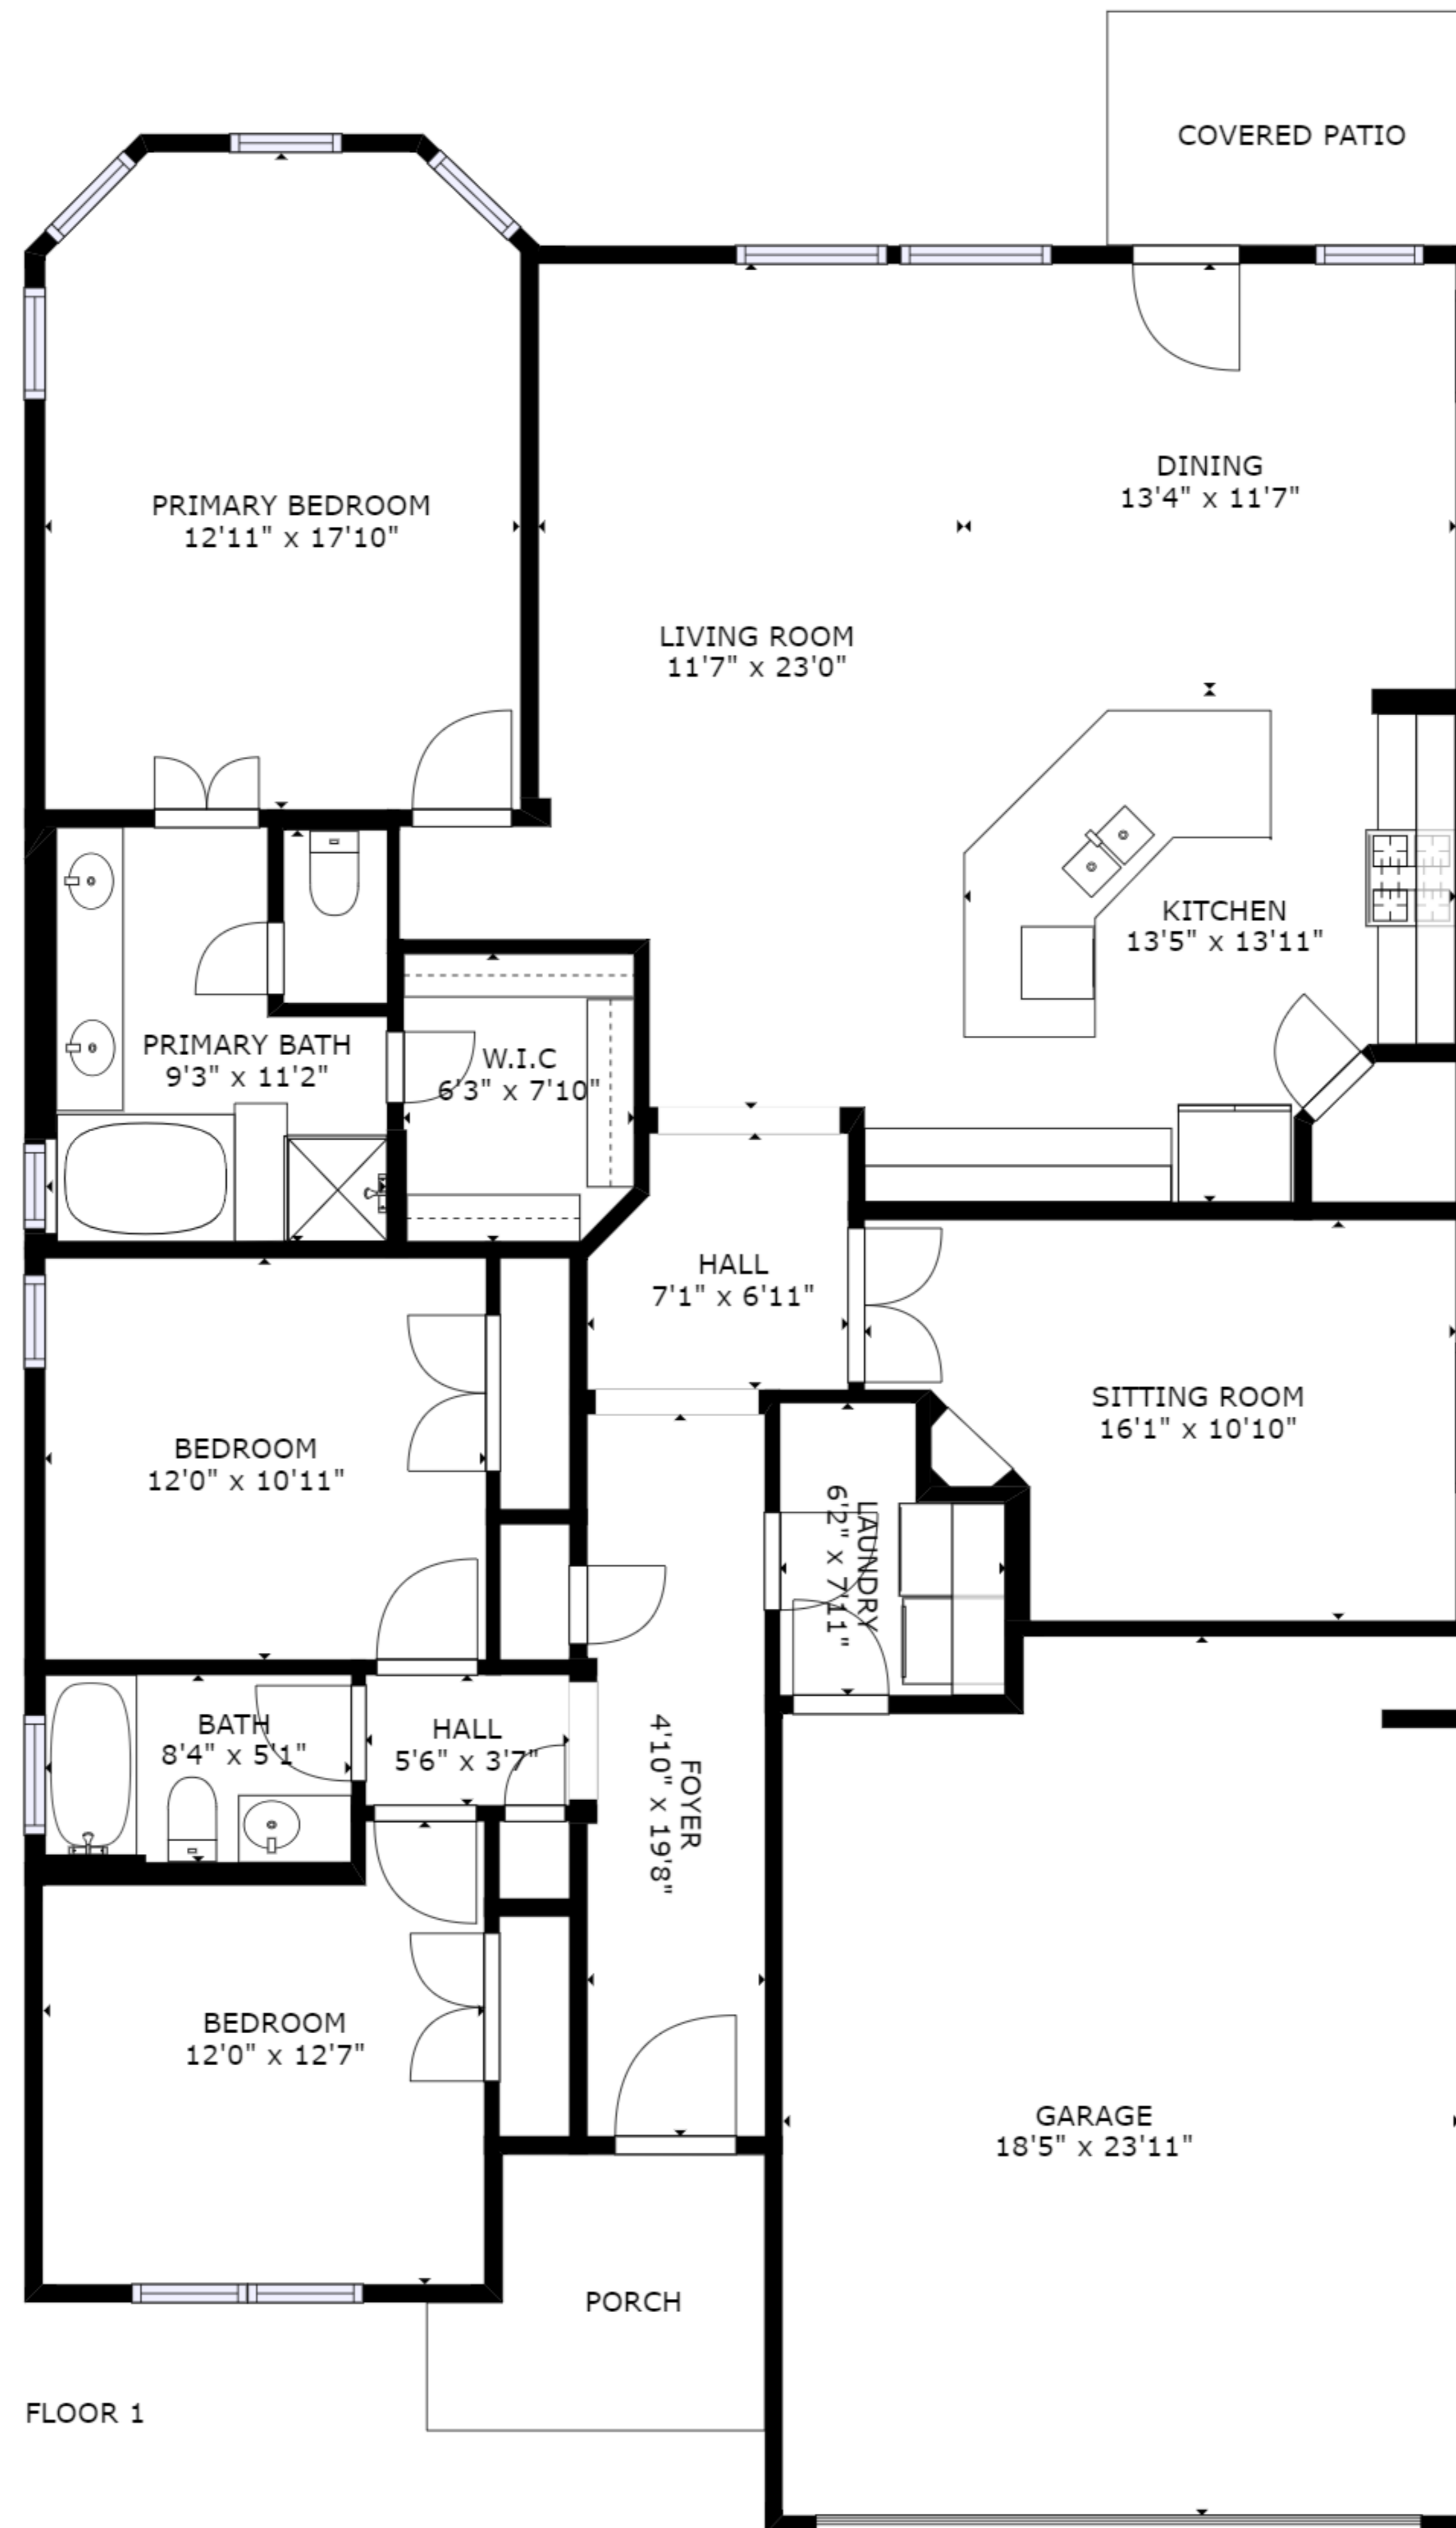 COVERED PATIO
DINING
13'4" x 11'7"
PRIMARY BEDROOM
12'11" x 17'10"
LIVING ROOM
11'7" x 23'0"
KITCHEN
13'5" x 13'11"
PRIMARY BATH
9'3" x 11'2"
W.I.C
6'3" x 7'10"
HALL
7'1" x 6'11"
SITTING ROOM
16'1" x 10'10"
BEDROOM
12'0" x 10'11"
LAUNDRY
6'2" x 7'11"
BATH
8'4" x 5'1"
HALL
5'6" x 3'7"
FOYER
4'10" x 19'8"
BEDROOM
12'0" x 12'7"
GARAGE
18'5" x 23'11"
PORCH
FLOOR 1